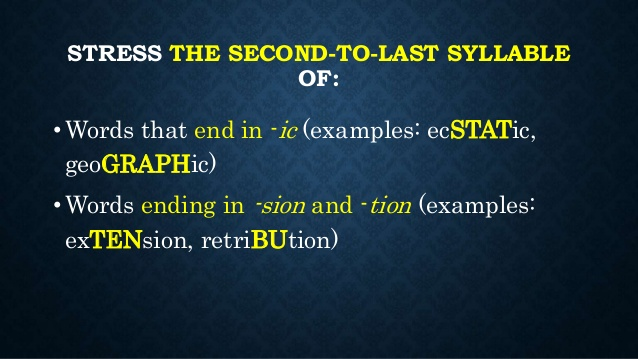 STRESS THE SECOND-TO-LAST SYLLABLE
OF:
• Words that end in -ic (examples: ecSTATic,
geoGRAPHic)
• Words ending in -sion and -tion (examples:
exTENsion, retriBUtion)